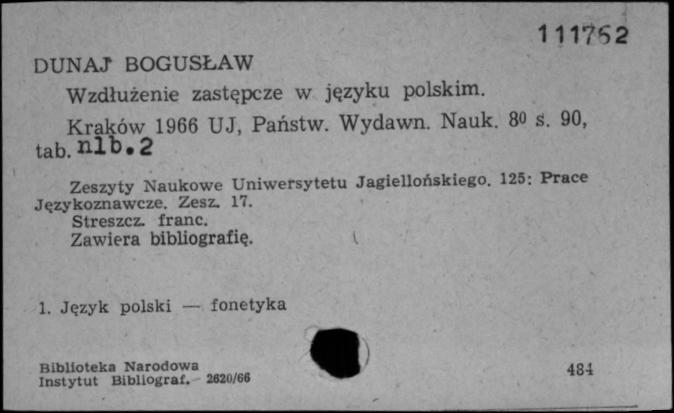 111762
DUNAJ BOGUSŁAW
Wzdłużenie zastępcze w języku polskim.
Kraków 1966 UJ, Państw. Wydawn. Nauk. 8⁰ s. 90,
tab. nlb. 2
Zeszyty Naukowe Uniwersytetu Jagiellońskiego. 125: Prace
Językoznawcze. Zesz. 17.
Streszcz. franc.
Zawiera bibliografię.
1. Język polski — fonetyka
Biblioteka Narodowa
Instytut Bibliograf. 2620/66
484